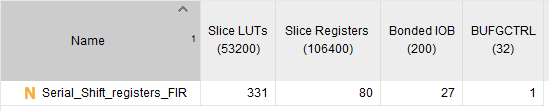 Name 1 Slice LUTs (53200) Slice Registers (106400) Bonded IOB (200) BUFGCTRL (32)
N Serial_Shift_registers_FIR 331 80 27 1